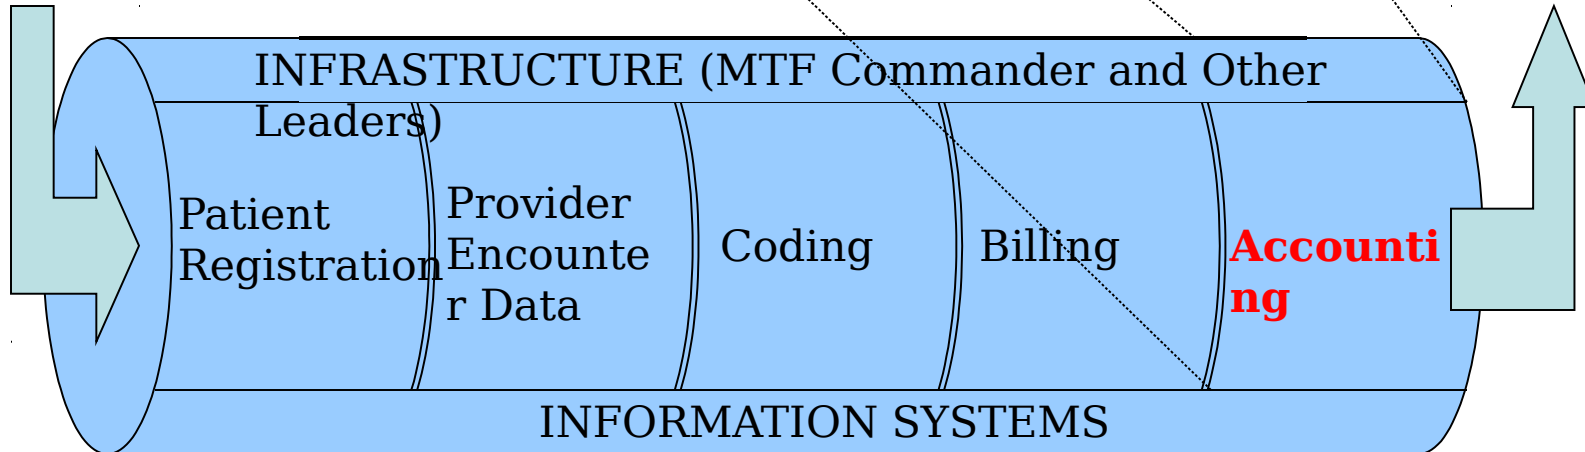 INFRASTRUCTURE (MTF Commander and Other
Leaders)
Patient
Registration
Provider
Encounte
r Data
Coding
Billing
Accounti
ng
INFORMATION SYSTEMS